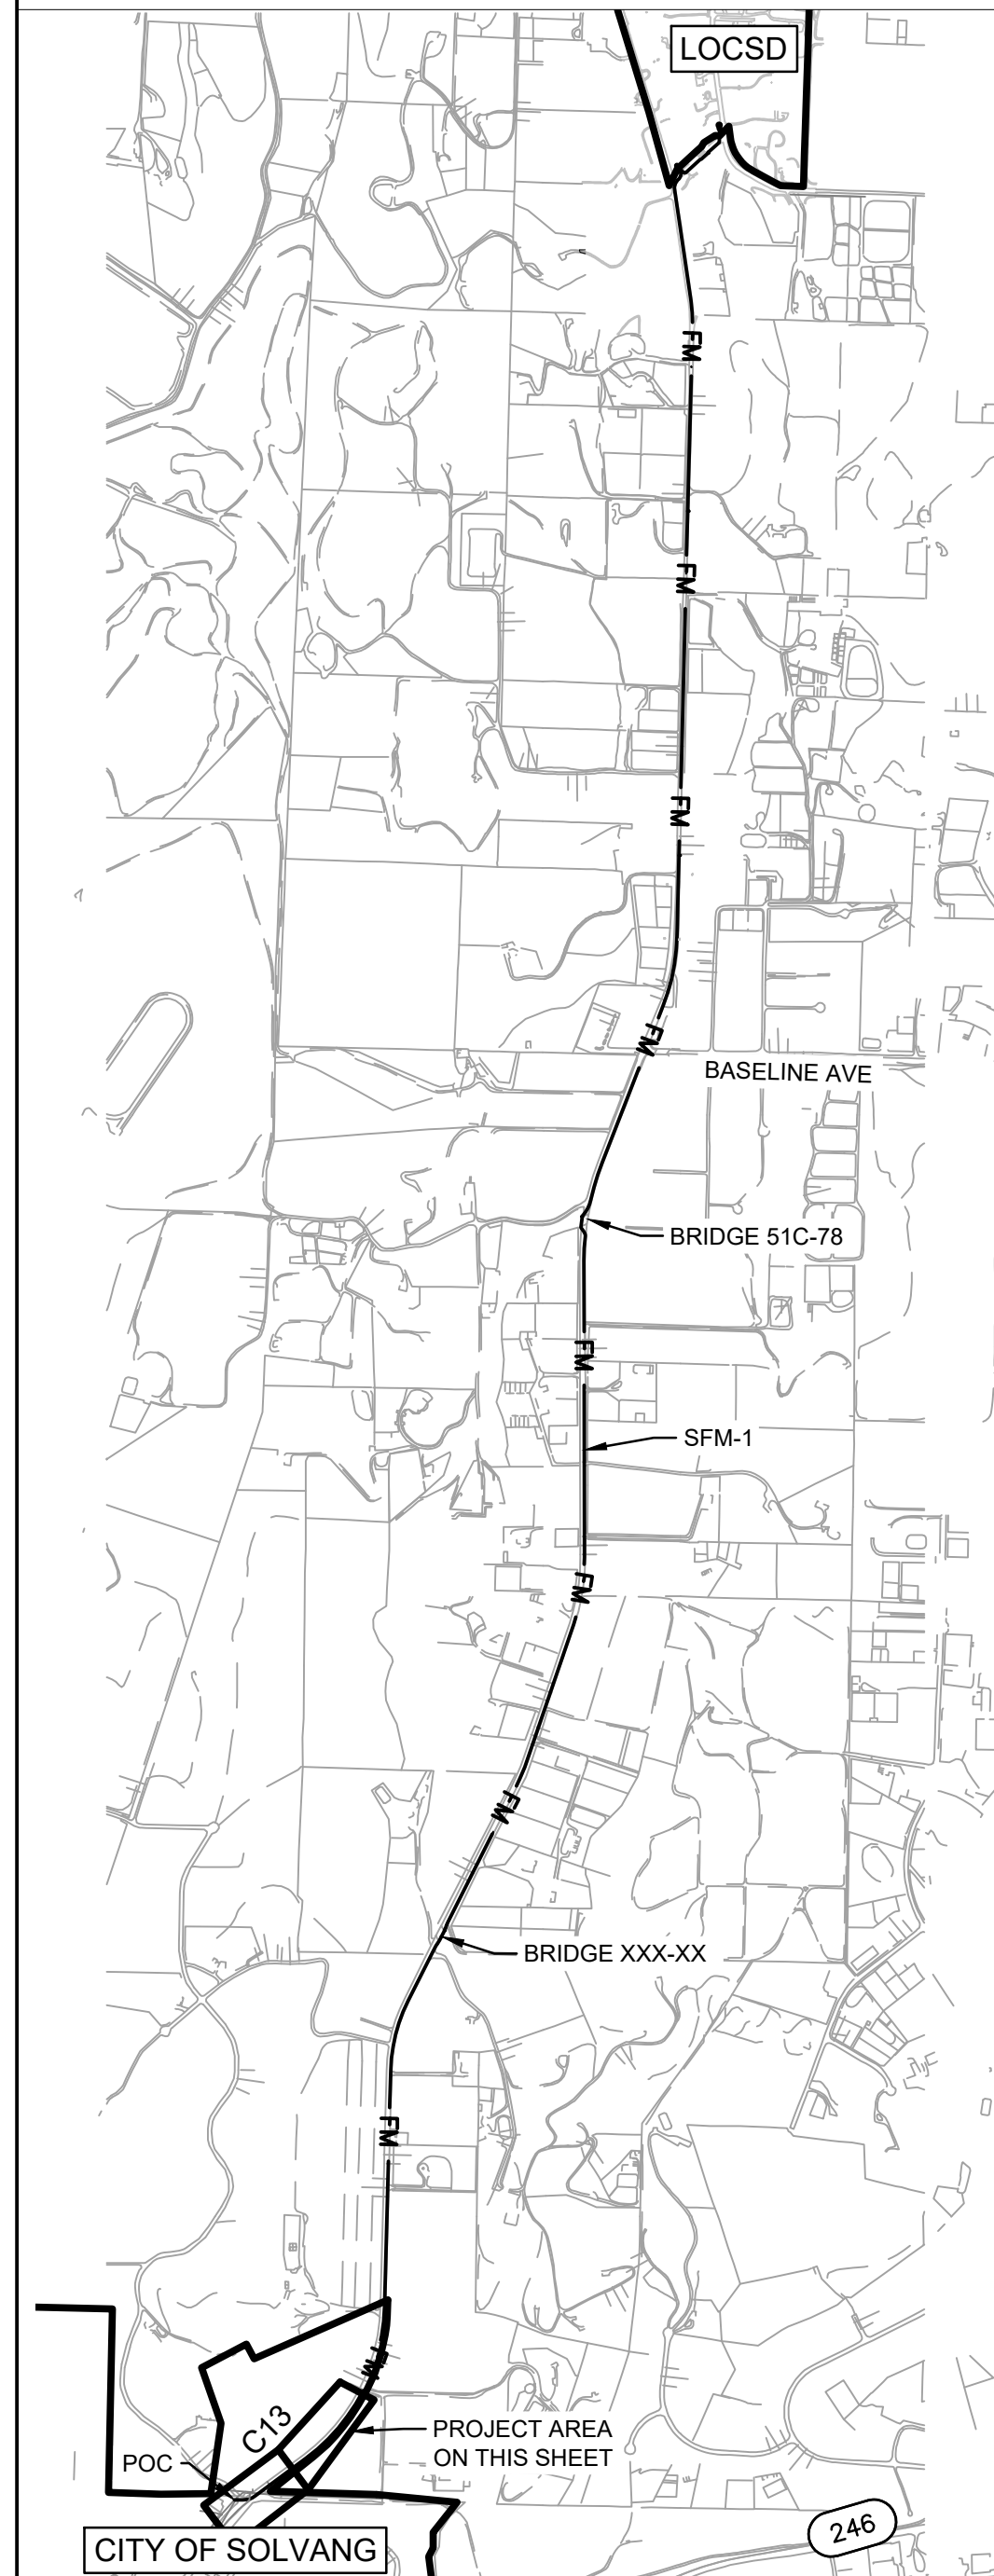 LOCSD
FM
FM
FM
FM
BASELINE AVE
BRIDGE 51C-78
FM
SFM-1
FM
FM
BRIDGE XXX-XX
FM
FM
C13
PROJECT AREA
ON THIS SHEET
POC
246
CITY OF SOLVANG